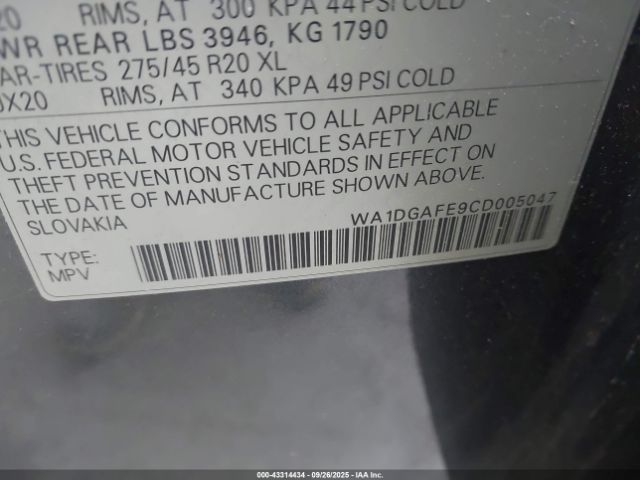 20 RIMS, AT 300 KPA 44 PSI COLD
WR REAR LBS 3946, KG 1790
AR-TIRES 275/45 R20 XL
X20 RIMS, AT 340 KPA 49 PSI COLD
THIS VEHICLE CONFORMS TO ALL APPLICABLE
U.S. FEDERAL MOTOR VEHICLE SAFETY AND
THEFT PREVENTION STANDARDS IN EFFECT ON
THE DATE OF MANUFACTURE SHOWN ABOVE.
SLOVAKIA WA1DGAFE9CD005047
TYPE:
MPV
000-43314434 | 09/26/2025 | IAA Inc.